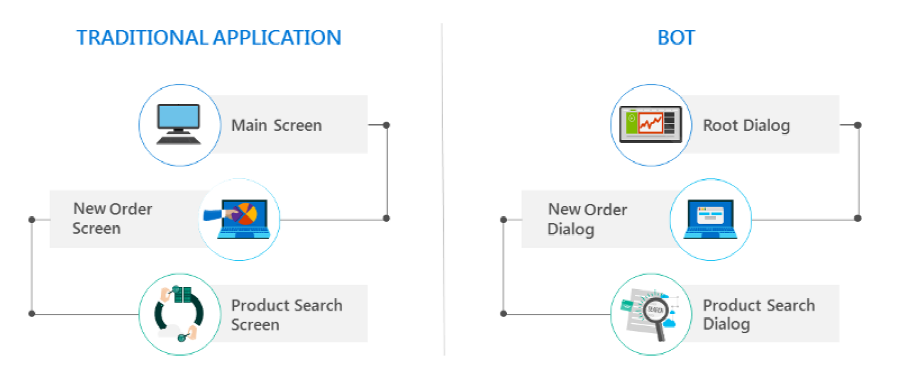 TRADITIONAL APPLICATION
Main Screen
New Order
Screen
Product Search
Screen
BOT
Root Dialog
New Order
Dialog
SEARCH
Product Search
Dialog